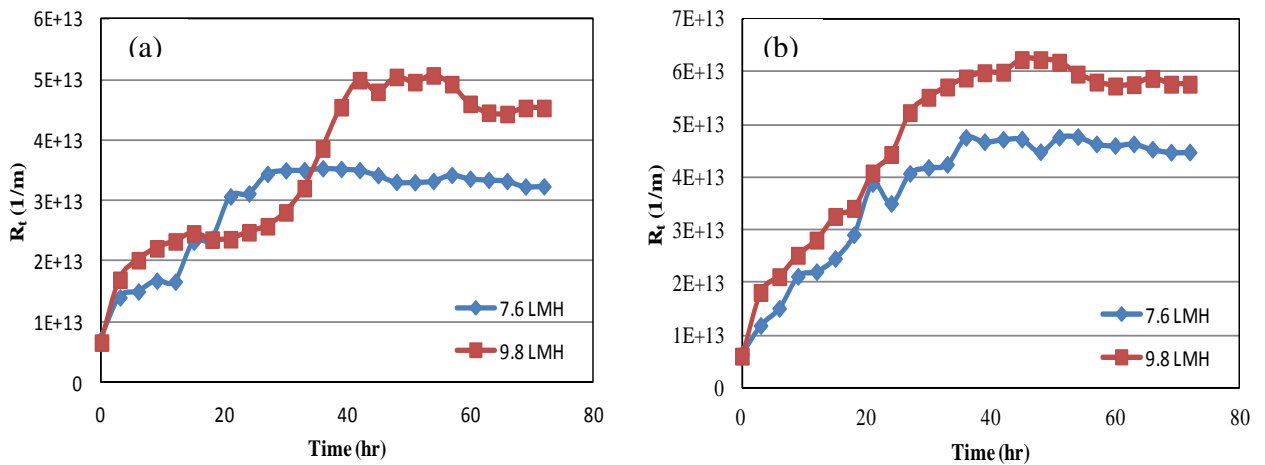 (a)
6E+13
5E+13
4E+13
3E+13
2E+13
1E+13
0
0 20 40 60 80
Rt (1/m)
Time (hr)
7.6 LMH
9.8 LMH
(b)
7E+13
6E+13
5E+13
4E+13
3E+13
2E+13
1E+13
0
0 20 40 60 80
Rt (1/m)
Time (hr)
7.6 LMH
9.8 LMH